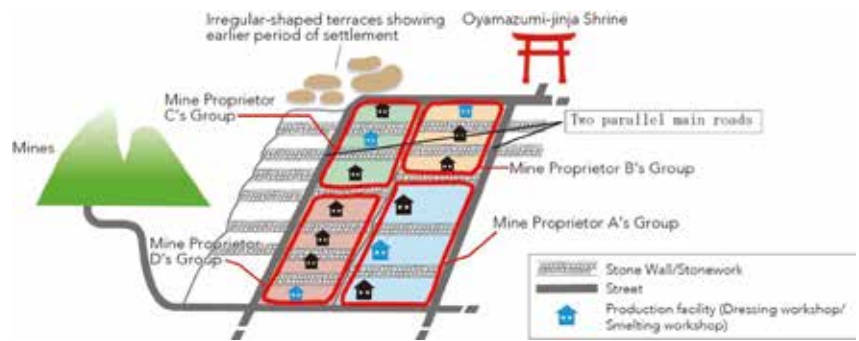 Irregular-shaped terraces showing
earlier period of settlement
Oyamazumi-jinja Shrine
Mine Proprietor
C's Group
Two parallel main roads
Mines
Mine Proprietor B's Group
Mine Proprietor A's Group
Mine Proprietor
D's Group
Stone Wall/Stonework
Street
Production facility (Dressing workshop/
Smelting workshop)